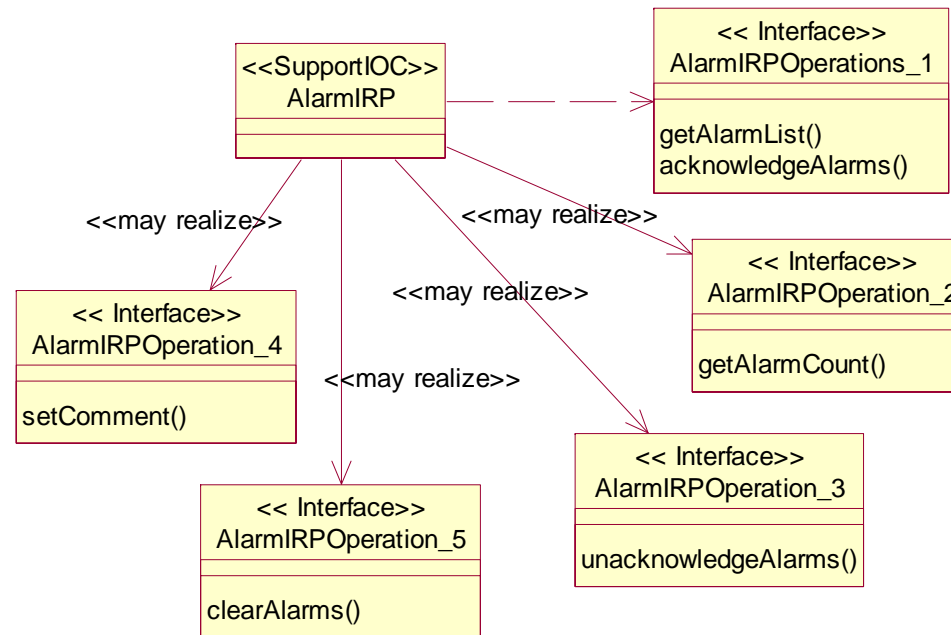 <<SupportIOC>>
AlarmIRP
<< Interface>>
AlarmIRPOperations_1
getAlarmList()
acknowledgeAlarms()
<<may realize>>
<<may realize>>
<<may realize>>
<<may realize>>
<< Interface>>
AlarmIRPOperation_2
getAlarmCount()
<< Interface>>
AlarmIRPOperation_4
setComment()
<< Interface>>
AlarmIRPOperation_3
unacknowledgeAlarms()
<< Interface>>
AlarmIRPOperation_5
clearAlarms()